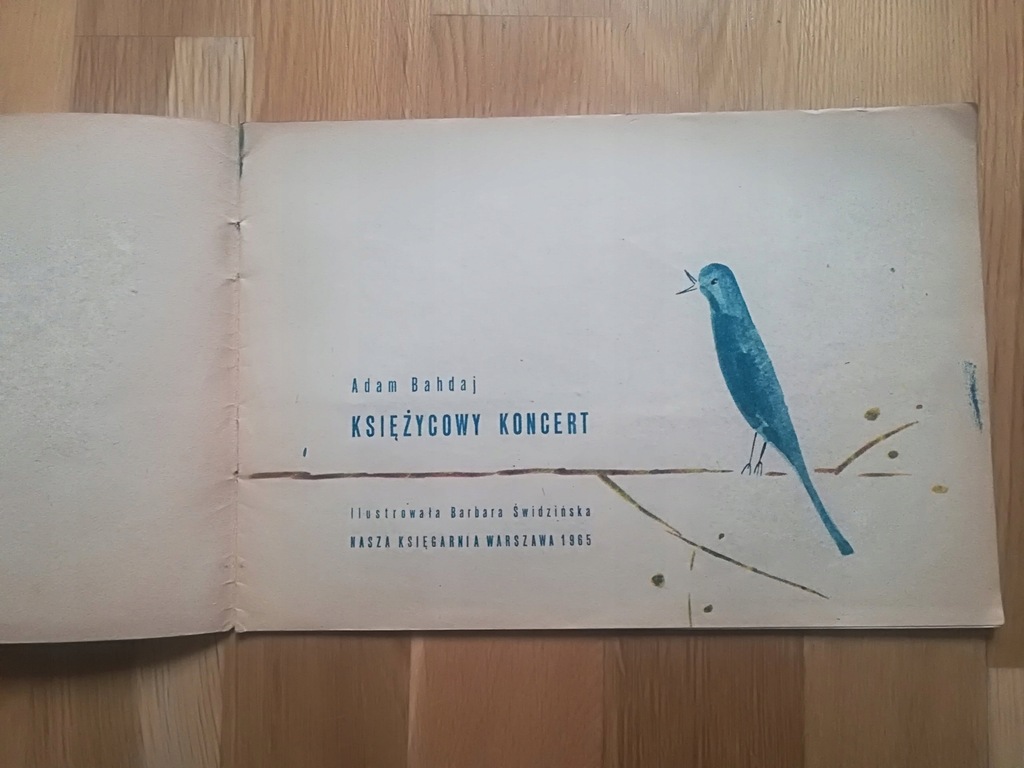 Adam Bahdaj
KSIĘŻYCOWY KONCERT
Ilustrowała Barbara Świdzińska
NASZA KSIĘGARNIA WARSZAWA 1965